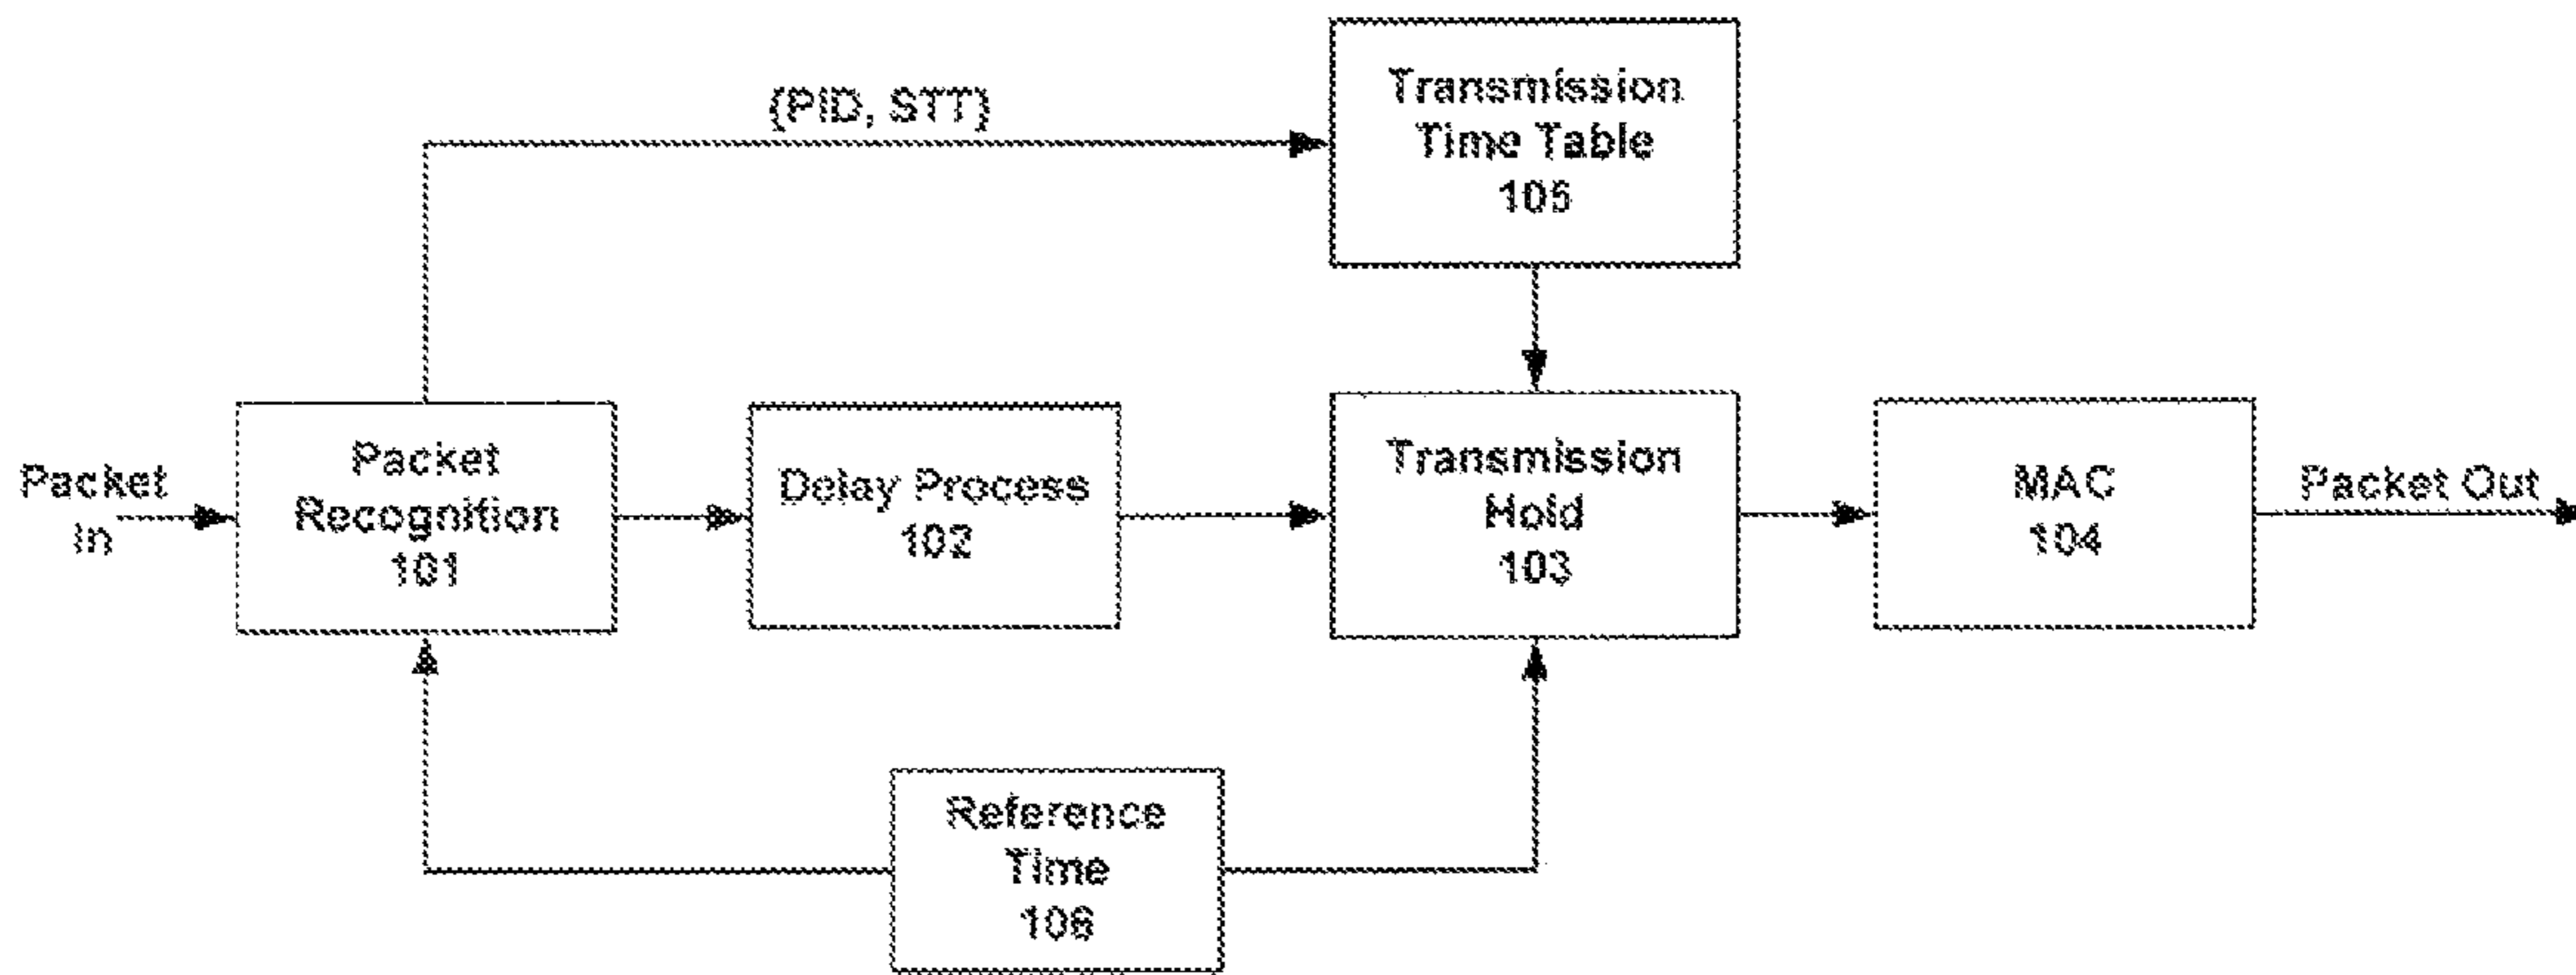 {PID, STT}
Transmission
Time Table
105
Packet
In
Packet
Recognition
101
Delay Process
102
Transmission
Hold
103
MAC
104
Packet Out
Reference
Time
106